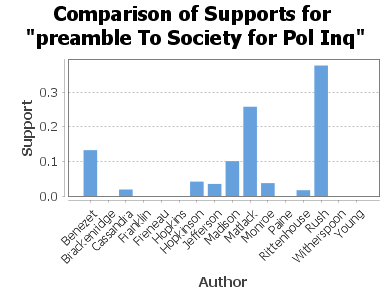 Comparison of Supports for
"preamble To Society for Pol Inq"
Support
0.3
0.2
0.1
0.0
Benezet
Brackenridge
Cassandra
Franklin
Freneau
Hopkins
Hopkinson
Jefferson
Madison
Matlack
Monroe
Paine
Rittenhouse
Rush
Witherspoon
Young
Author